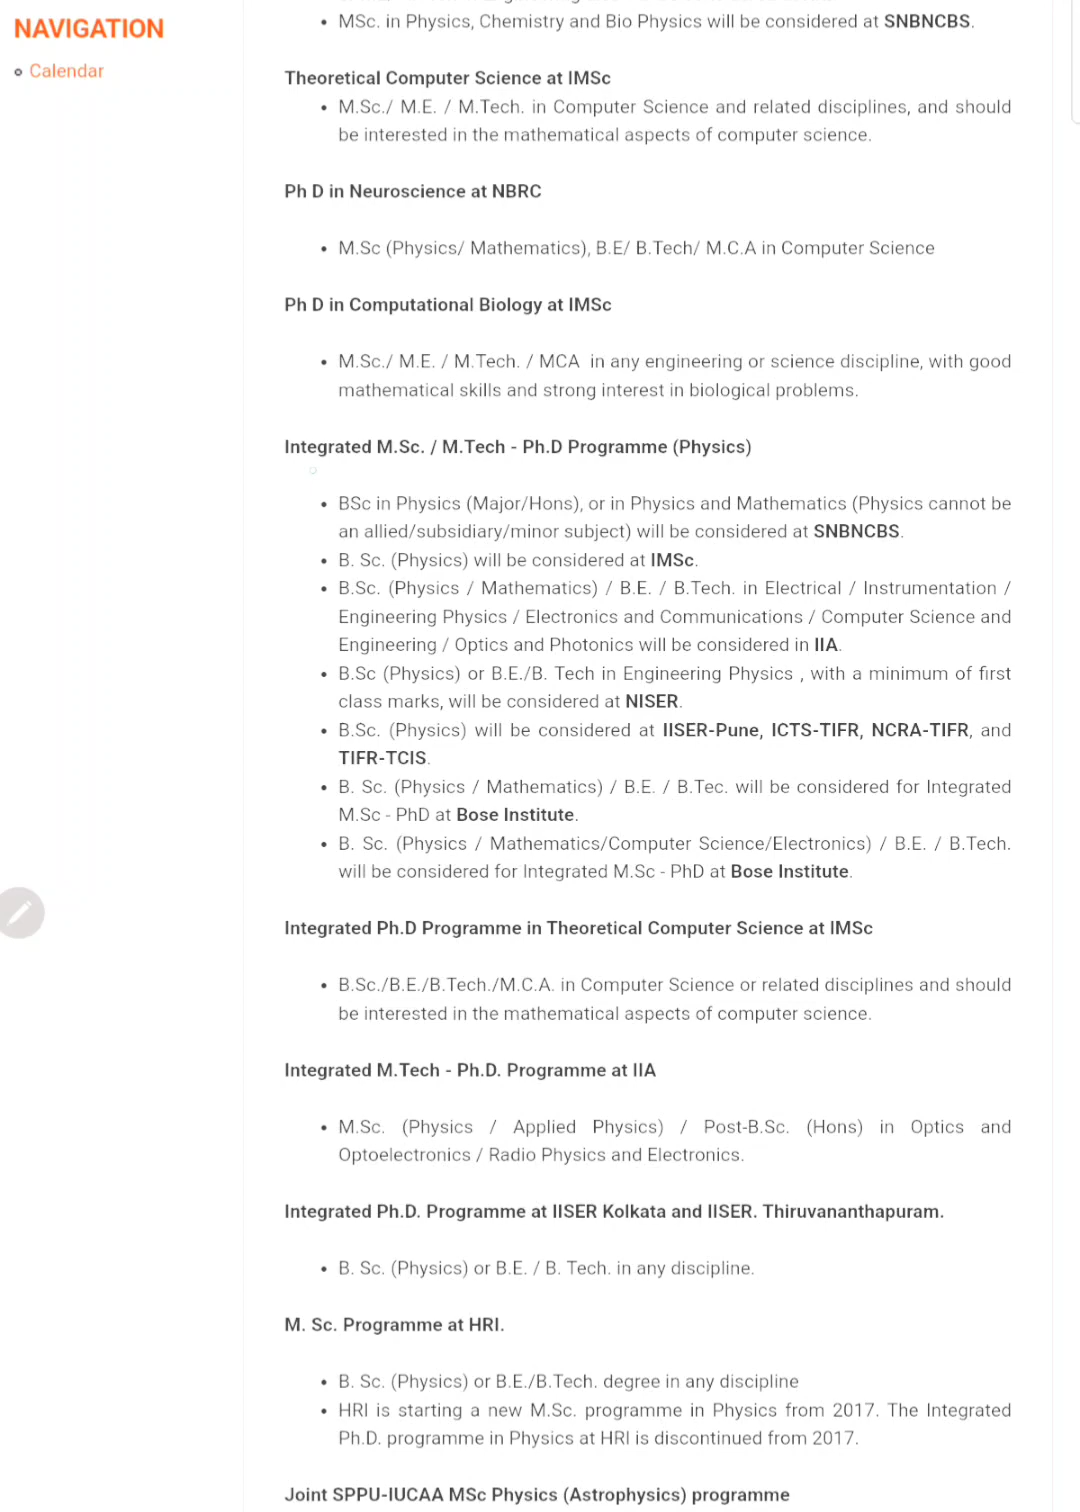 NAVIGATION
Calendar
MSc. in Physics, Chemistry and Bio Physics will be considered at SNBNCBS.
Theoretical Computer Science at IMSc
M.Sc./ M.E. / M.Tech. in Computer Science and related disciplines, and should
be interested in the mathematical aspects of computer science.
Ph D in Neuroscience at NBRC
M.Sc (Physics/ Mathematics), B.E/ B.Tech/ M.C.A in Computer Science
Ph D in Computational Biology at IMSc
M.Sc./ M.E. / M.Tech. / MCA in any engineering or science discipline, with good
mathematical skills and strong interest in biological problems.
Integrated M.Sc. / M.Tech - Ph.D Programme (Physics)
BSc in Physics (Major/Hons), or in Physics and Mathematics (Physics cannot be
an allied/subsidiary/minor subject) will be considered at SNBNCBS.
B. Sc. (Physics) will be considered at IMSc.
B.Sc. (Physics / Mathematics) / B.E. / B.Tech. in Electrical / Instrumentation /
Engineering Physics / Electronics and Communications / Computer Science and
Engineering / Optics and Photonics will be considered in IIA.
B.Sc (Physics) or B.E./B. Tech in Engineering Physics , with a minimum of first
class marks, will be considered at NISER.
B.Sc. (Physics) will be considered at IISER-Pune, ICTS-TIFR, NCRA-TIFR, and
TIFR-TCIS.
B. Sc. (Physics / Mathematics) / B.E. / B.Tec. will be considered for Integrated
M.Sc - PhD at Bose Institute.
B. Sc. (Physics / Mathematics/Computer Science/Electronics) / B.E. / B.Tech.
will be considered for Integrated M.Sc - PhD at Bose Institute.
Integrated Ph.D Programme in Theoretical Computer Science at IMSc
B.Sc./B.E./B.Tech./M.C.A. in Computer Science or related disciplines and should
be interested in the mathematical aspects of computer science.
Integrated M.Tech - Ph.D. Programme at IIA
M.Sc. (Physics / Applied Physics) / Post-B.Sc. (Hons) in Optics and
Optoelectronics / Radio Physics and Electronics.
Integrated Ph.D. Programme at IISER Kolkata and IISER. Thiruvananthapuram.
B. Sc. (Physics) or B.E. / B. Tech. in any discipline.
M. Sc. Programme at HRI.
B. Sc. (Physics) or B.E./B.Tech. degree in any discipline
HRI is starting a new M.Sc. programme in Physics from 2017. The Integrated
Ph.D. programme in Physics at HRI is discontinued from 2017.
Joint SPPU-IUCAA MSc Physics (Astrophysics) programme